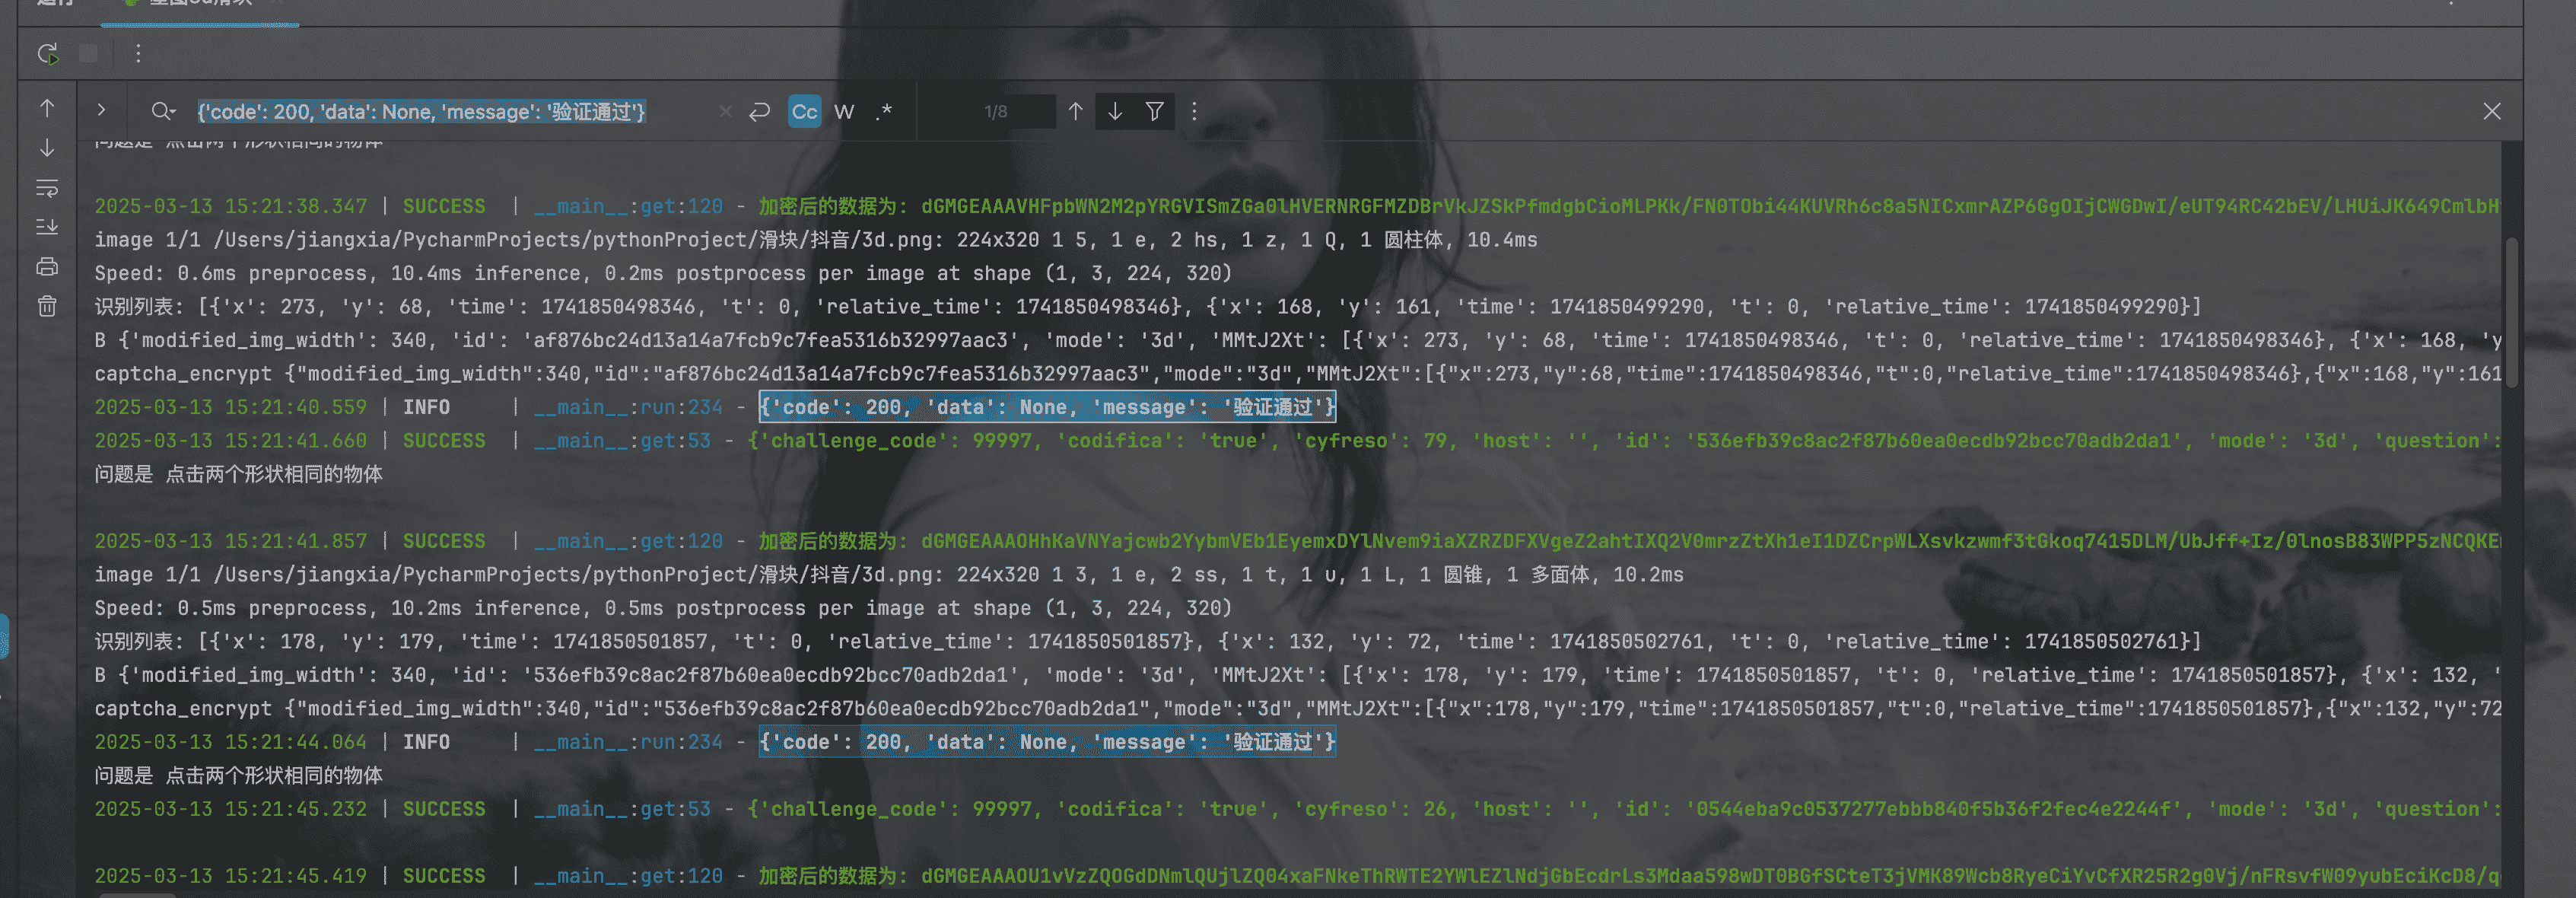 {'code': 200, 'data': None, 'message': '验证通过'}
Cc W .* 1/8
问题是 点击两个形状相同的物体
2025-03-13 15:21:38.347 | SUCCESS | __main__:get:120 - 加密后的数据为:
image 1/1 /Users/jiangxia/PycharmProjects/pythonProject/滑块/抖音/3d.png: 224x320 1 5, 1 e, 2 hs, 1 z, 1 Q, 1 圆柱体, 10.4ms
Speed: 0.6ms preprocess, 10.4ms inference, 0.2ms postprocess per image at shape (1, 3, 224, 320)
识别列表: [{'x': 273, 'y': 68, 'time': 1741850498346, 't': 0, 'relative_time': 1741850498346}, {'x': 168, 'y': 161, 'time': 1741850499290, 't': 0, 'relative_time': 1741850499290}]
B {'modified_img_width': 340, 'id': 'af876bc24d13a14a7fcb9c7fea5316b32997aac3', 'mode': '3d', 'MMtJ2Xt': [{'x': 273, 'y': 68, 'time': 1741850498346, 't': 0, 'relative_time': 1741850498346}, {'x': 168, 'y
captcha_encrypt {"modified_img_width":340,"id":"af876bc24d13a14a7fcb9c7fea5316b32997aac3","mode":"3d","MMtJ2Xt":[{"x":273,"y":68,"time":1741850498346,"t":0,"relative_time":1741850498346},{"x":168,"y":161
2025-03-13 15:21:40.559 | INFO | __main__:run:234 - {'code': 200, 'data': None, 'message': '验证通过'}
2025-03-13 15:21:41.660 | SUCCESS | __main__:get:53 - {'challenge_code': 99997, 'codifica': 'true', 'cyfreso': 79, 'host': '', 'id': '536efb39c8ac2f87b60ea0ecdb92bcc70adb2da1', 'mode': '3d', 'question':
问题是 点击两个形状相同的物体
2025-03-13 15:21:41.857 | SUCCESS | __main__:get:120 - 加密后的数据为:
image 1/1 /Users/jiangxia/PycharmProjects/pythonProject/滑块/抖音/3d.png: 224x320 1 3, 1 e, 2 ss, 1 t, 1 u, 1 L, 1 圆锥, 1 多面体, 10.2ms
Speed: 0.5ms preprocess, 10.2ms inference, 0.5ms postprocess per image at shape (1, 3, 224, 320)
识别列表: [{'x': 178, 'y': 179, 'time': 1741850501857, 't': 0, 'relative_time': 1741850501857}, {'x': 132, 'y': 72, 'time': 1741850502761, 't': 0, 'relative_time': 1741850502761}]
B {'modified_img_width': 340, 'id': '536efb39c8ac2f87b60ea0ecdb92bcc70adb2da1', 'mode': '3d', 'MMtJ2Xt': [{'x': 178, 'y': 179, 'time': 1741850501857, 't': 0, 'relative_time': 1741850501857}, {'x': 132, '
captcha_encrypt {"modified_img_width":340,"id":"536efb39c8ac2f87b60ea0ecdb92bcc70adb2da1","mode":"3d","MMtJ2Xt":[{"x":178,"y":179,"time":1741850501857,"t":0,"relative_time":1741850501857},{"x":132,"y":72
2025-03-13 15:21:44.064 | INFO | __main__:run:234 - {'code': 200, 'data': None, 'message': '验证通过'}
问题是 点击两个形状相同的物体
2025-03-13 15:21:45.232 | SUCCESS | __main__:get:53 - {'challenge_code': 99997, 'codifica': 'true', 'cyfreso': 26, 'host': '', 'id': '0544eba9c0537277ebbb840f5b36f2fec4e2244f', 'mode': '3d', 'question':
2025-03-13 15:21:45.419 | SUCCESS | __main__:get:120 - 加密后的数据为: